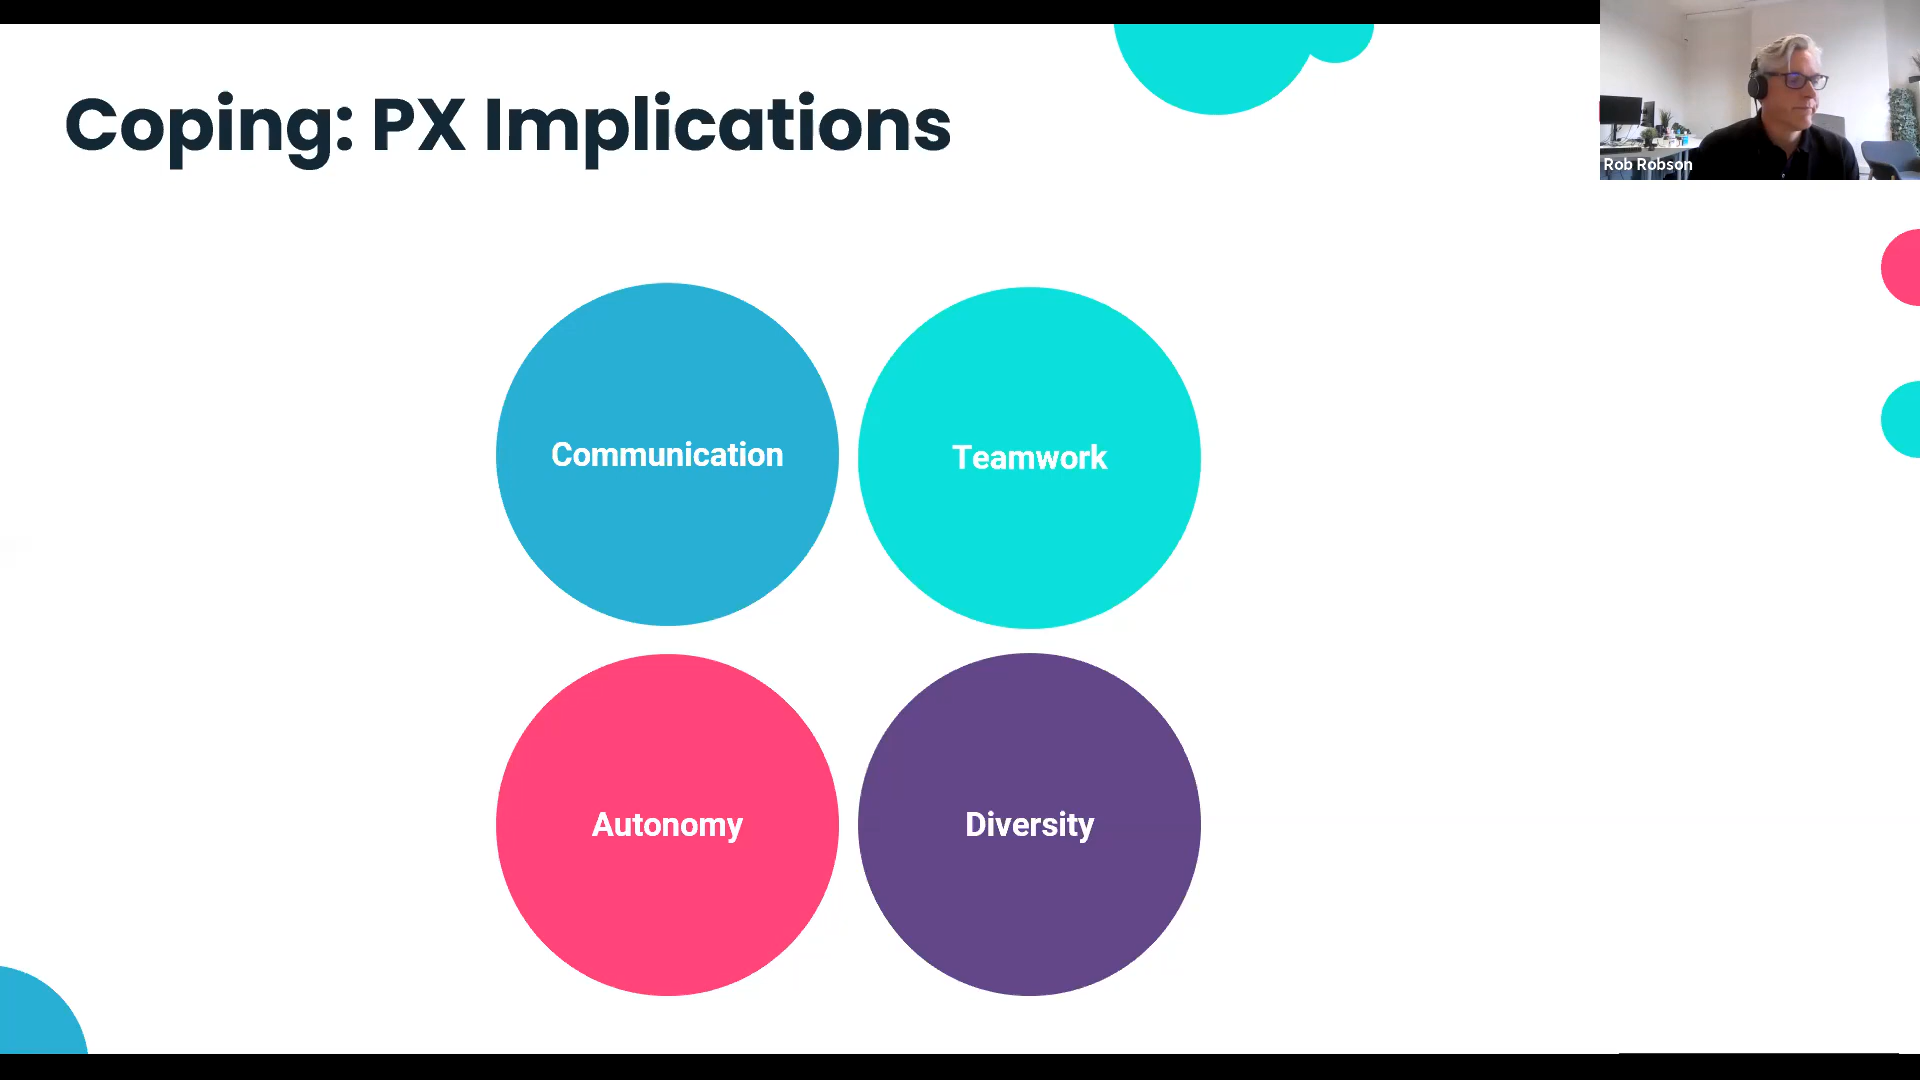 Coping: PX Implications
Rob Robson
Communication
Teamwork
Autonomy
Diversity